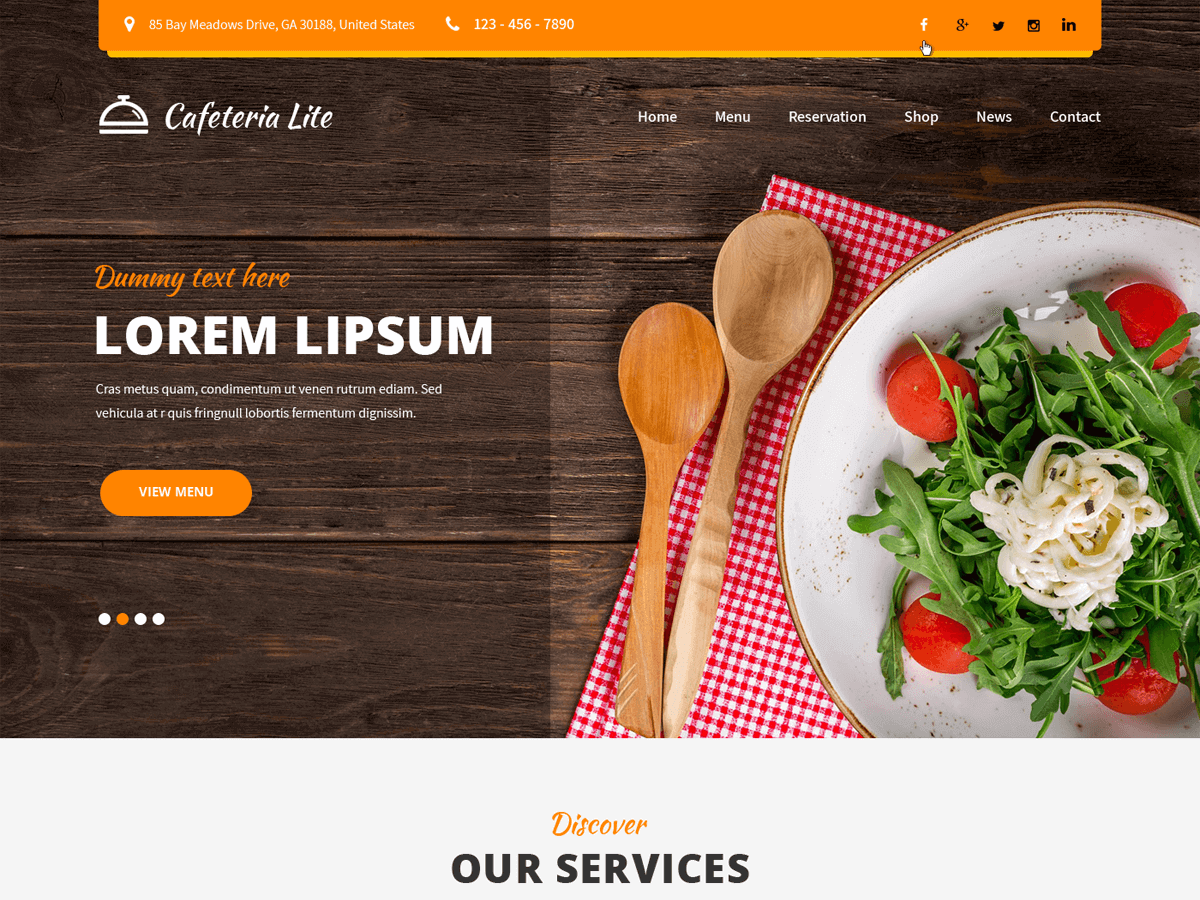 85 Bay Meadows Drive, GA 30188, United States
123 - 456 - 7890
Cafeteria Lite
Home Menu Reservation Shop News Contact
Dummy text here
LOREM LIPSUM
Cras metus quam, condimentum ut venen rutrum ediam. Sed
vehicula at r quis fringnull lobortis fermentum dignissim.
VIEW MENU
Discover
OUR SERVICES